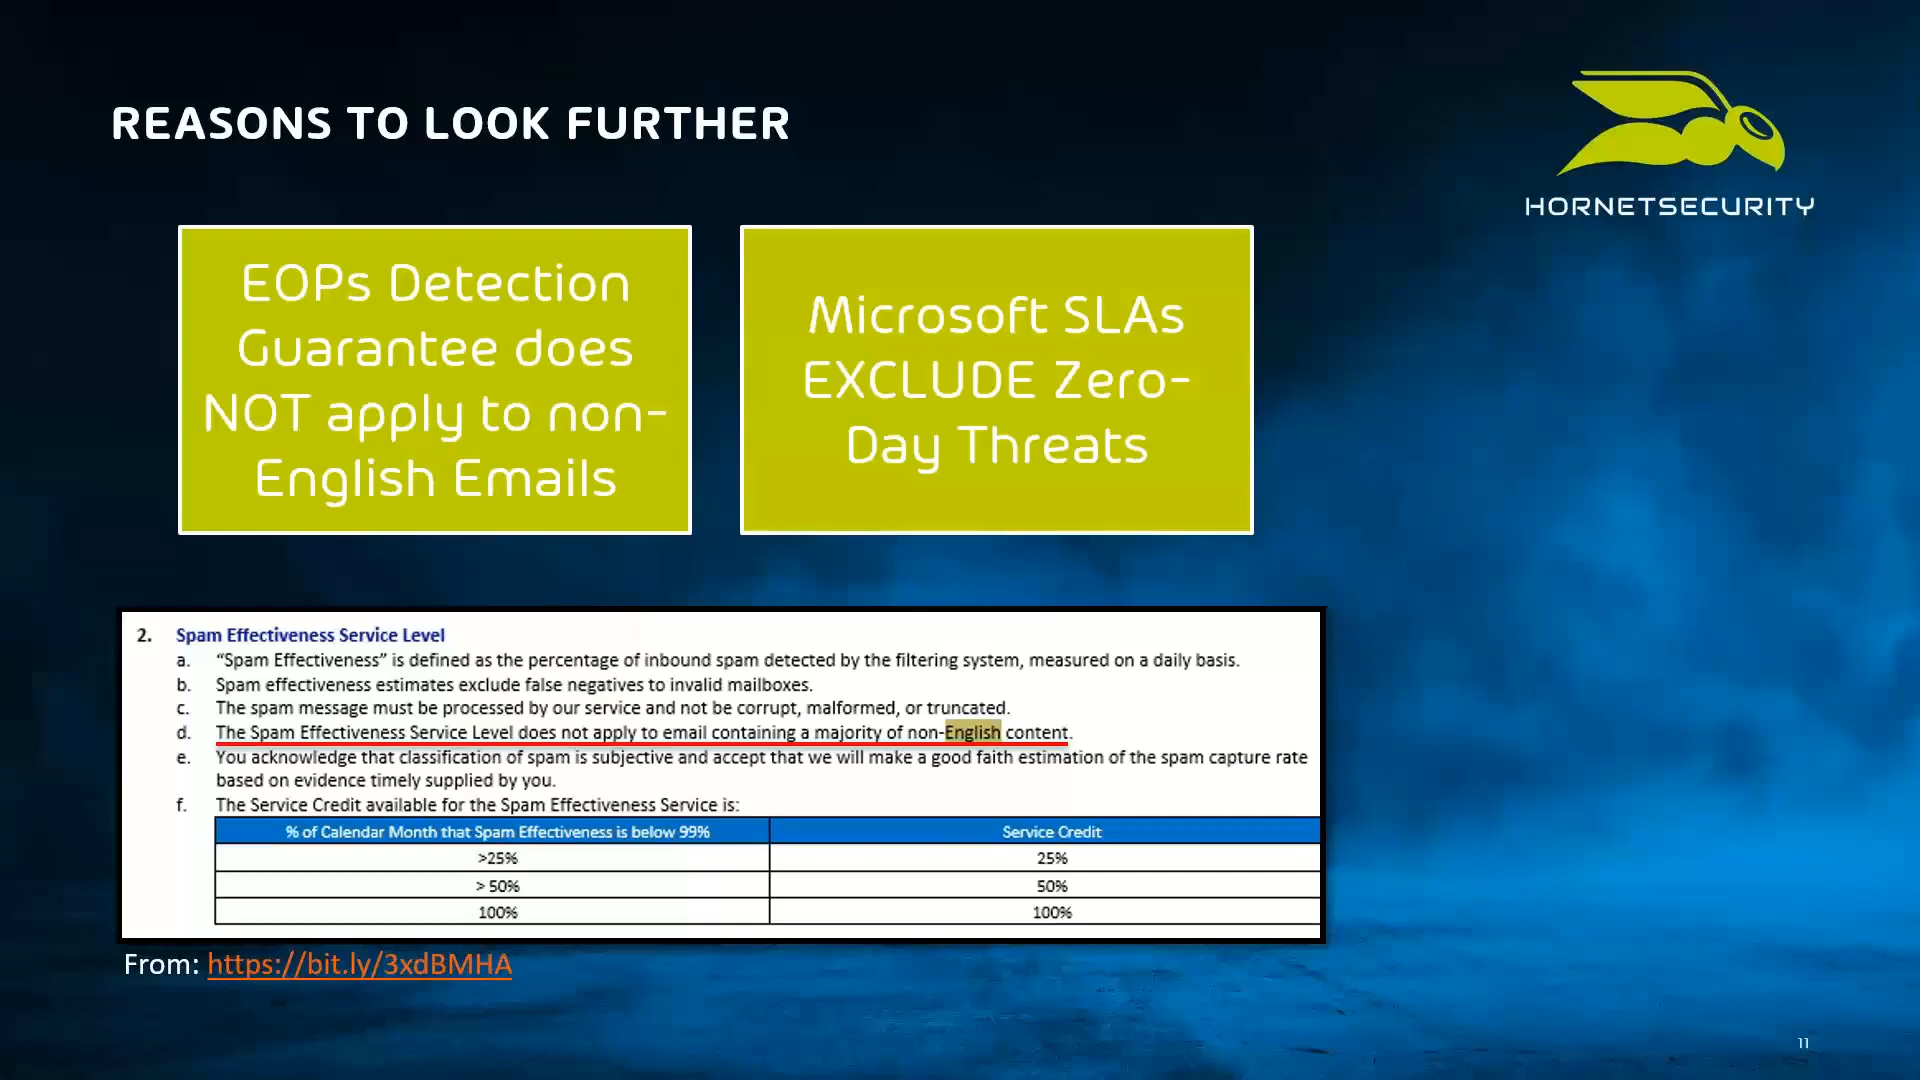 REASONS TO LOOK FURTHER
HORNETSECURITY
EOPs Detection
Guarantee does
NOT apply to non-
English Emails
Microsoft SLAs
EXCLUDE Zero-
Day Threats
2. Spam Effectiveness Service Level
a. “Spam Effectiveness” is defined as the percentage of inbound spam detected by the filtering system, measured on a daily basis.
b. Spam effectiveness estimates exclude false negatives to invalid mailboxes.
c. The spam message must be processed by our service and not be corrupt, malformed, or truncated.
d. The Spam Effectiveness Service Level does not apply to email containing a majority of non-English content.
e. You acknowledge that classification of spam is subjective and accept that we will make a good faith estimation of the spam capture rate
based on evidence timely supplied by you.
f. The Service Credit available for the Spam Effectiveness Service is:
% of Calendar Month that Spam Effectiveness is below 99% Service Credit
>25% 25%
> 50% 50%
100% 100%
From: https://bit.ly/3xdBMHA
11